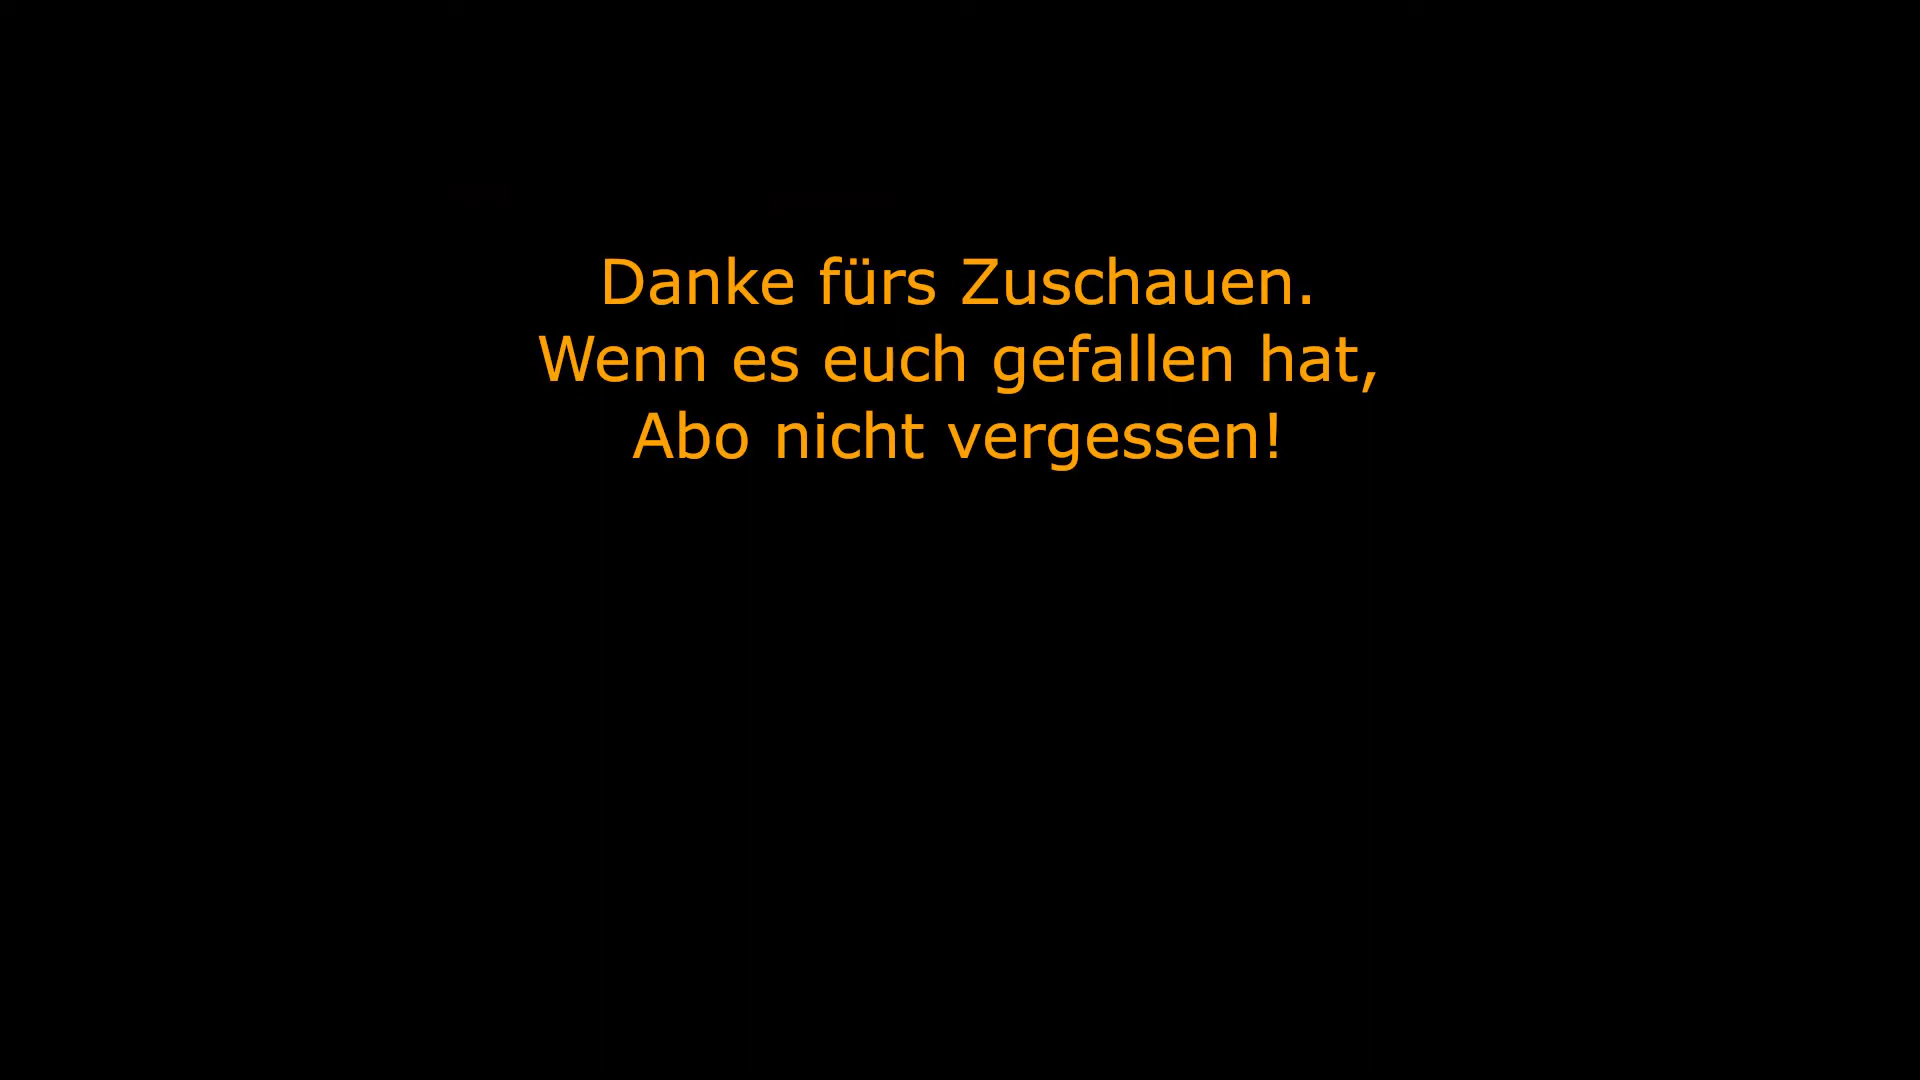 Danke fürs Zuschauen.
Wenn es euch gefallen hat,
Abo nicht vergessen!